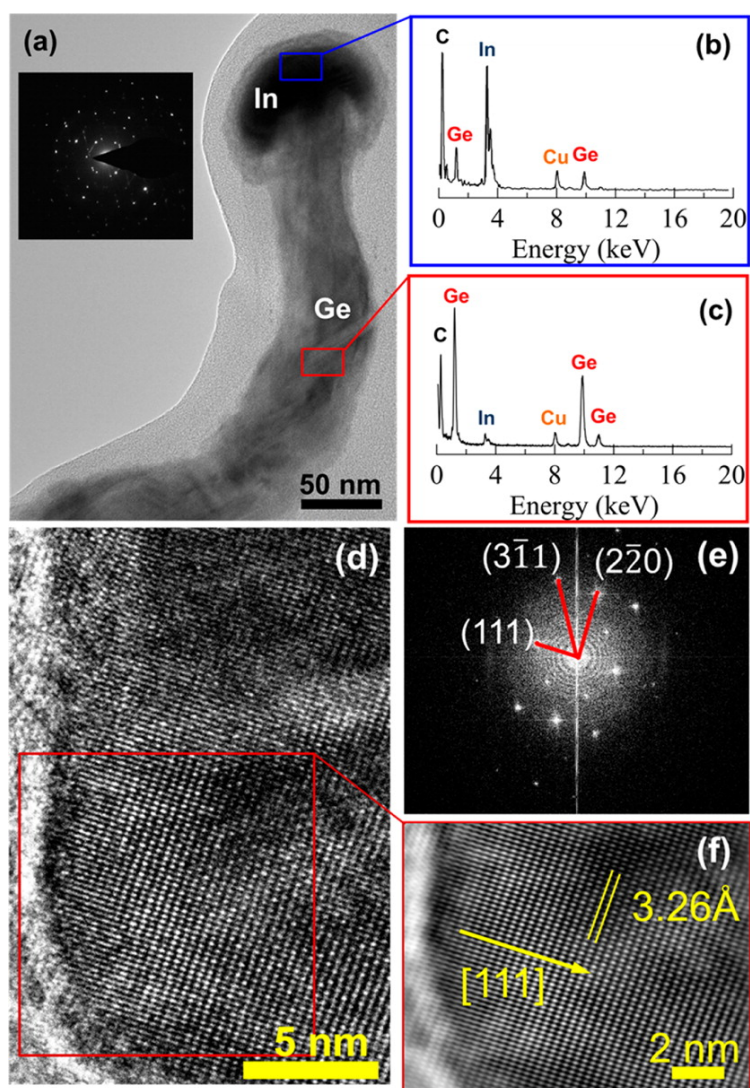 (a)
In
Ge
50 nm
(b)
C
In
Ge
Cu
Ge
0 4 8 12 16 20
Energy (keV)
(c)
Ge
C
Ge
In
Cu
Ge
0 4 8 12 16 20
Energy (keV)
(d)
5 nm
(e)
(31̄1)
(22̄0)
(111)
(f)
3.26Å
[111]
2 nm